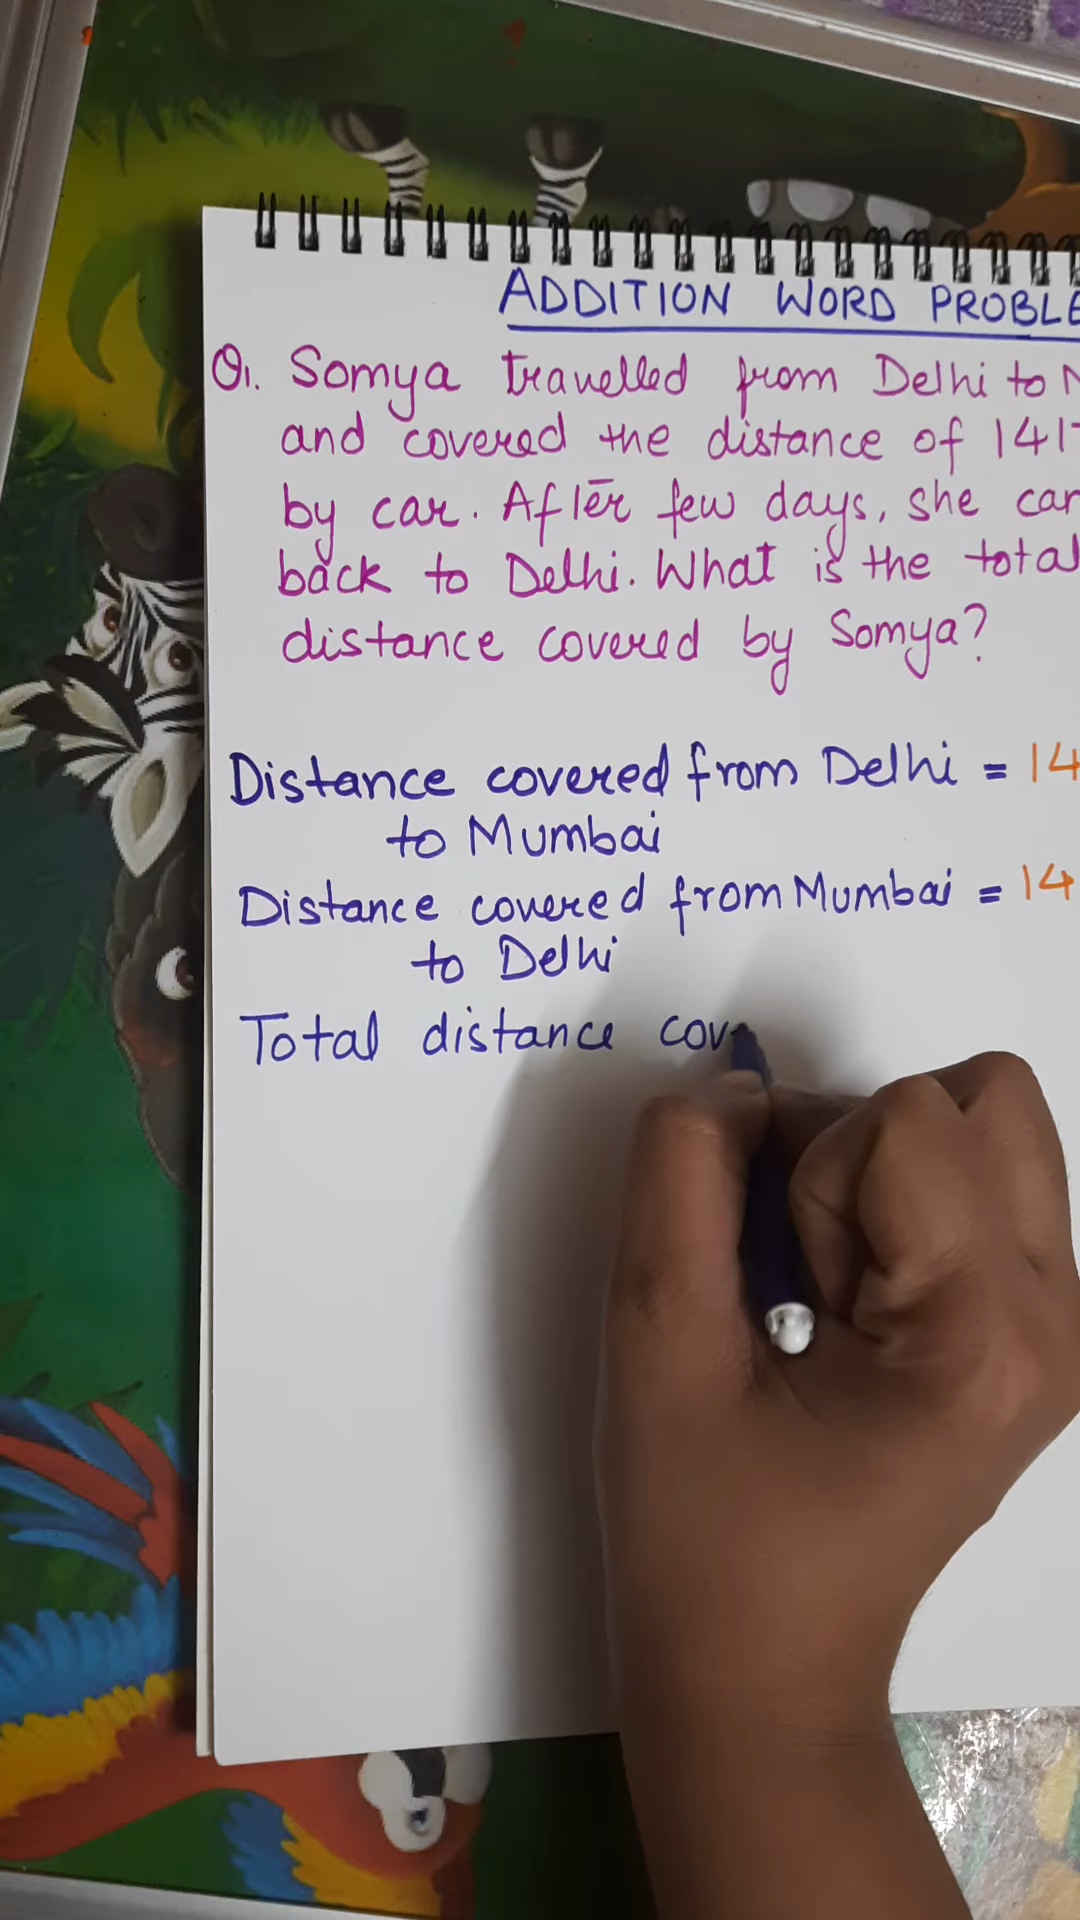 ADDITION WORD PROBLE
Q1. Somya travelled from Delhi to
and covered the distance of 141
by car. After few days, she
back to Delhi. What is the total
distance covered by Somya?
Distance covered from Delhi = 14
to Mumbai
Distance covered from Mumbai = 14
to Delhi
Total distance cov